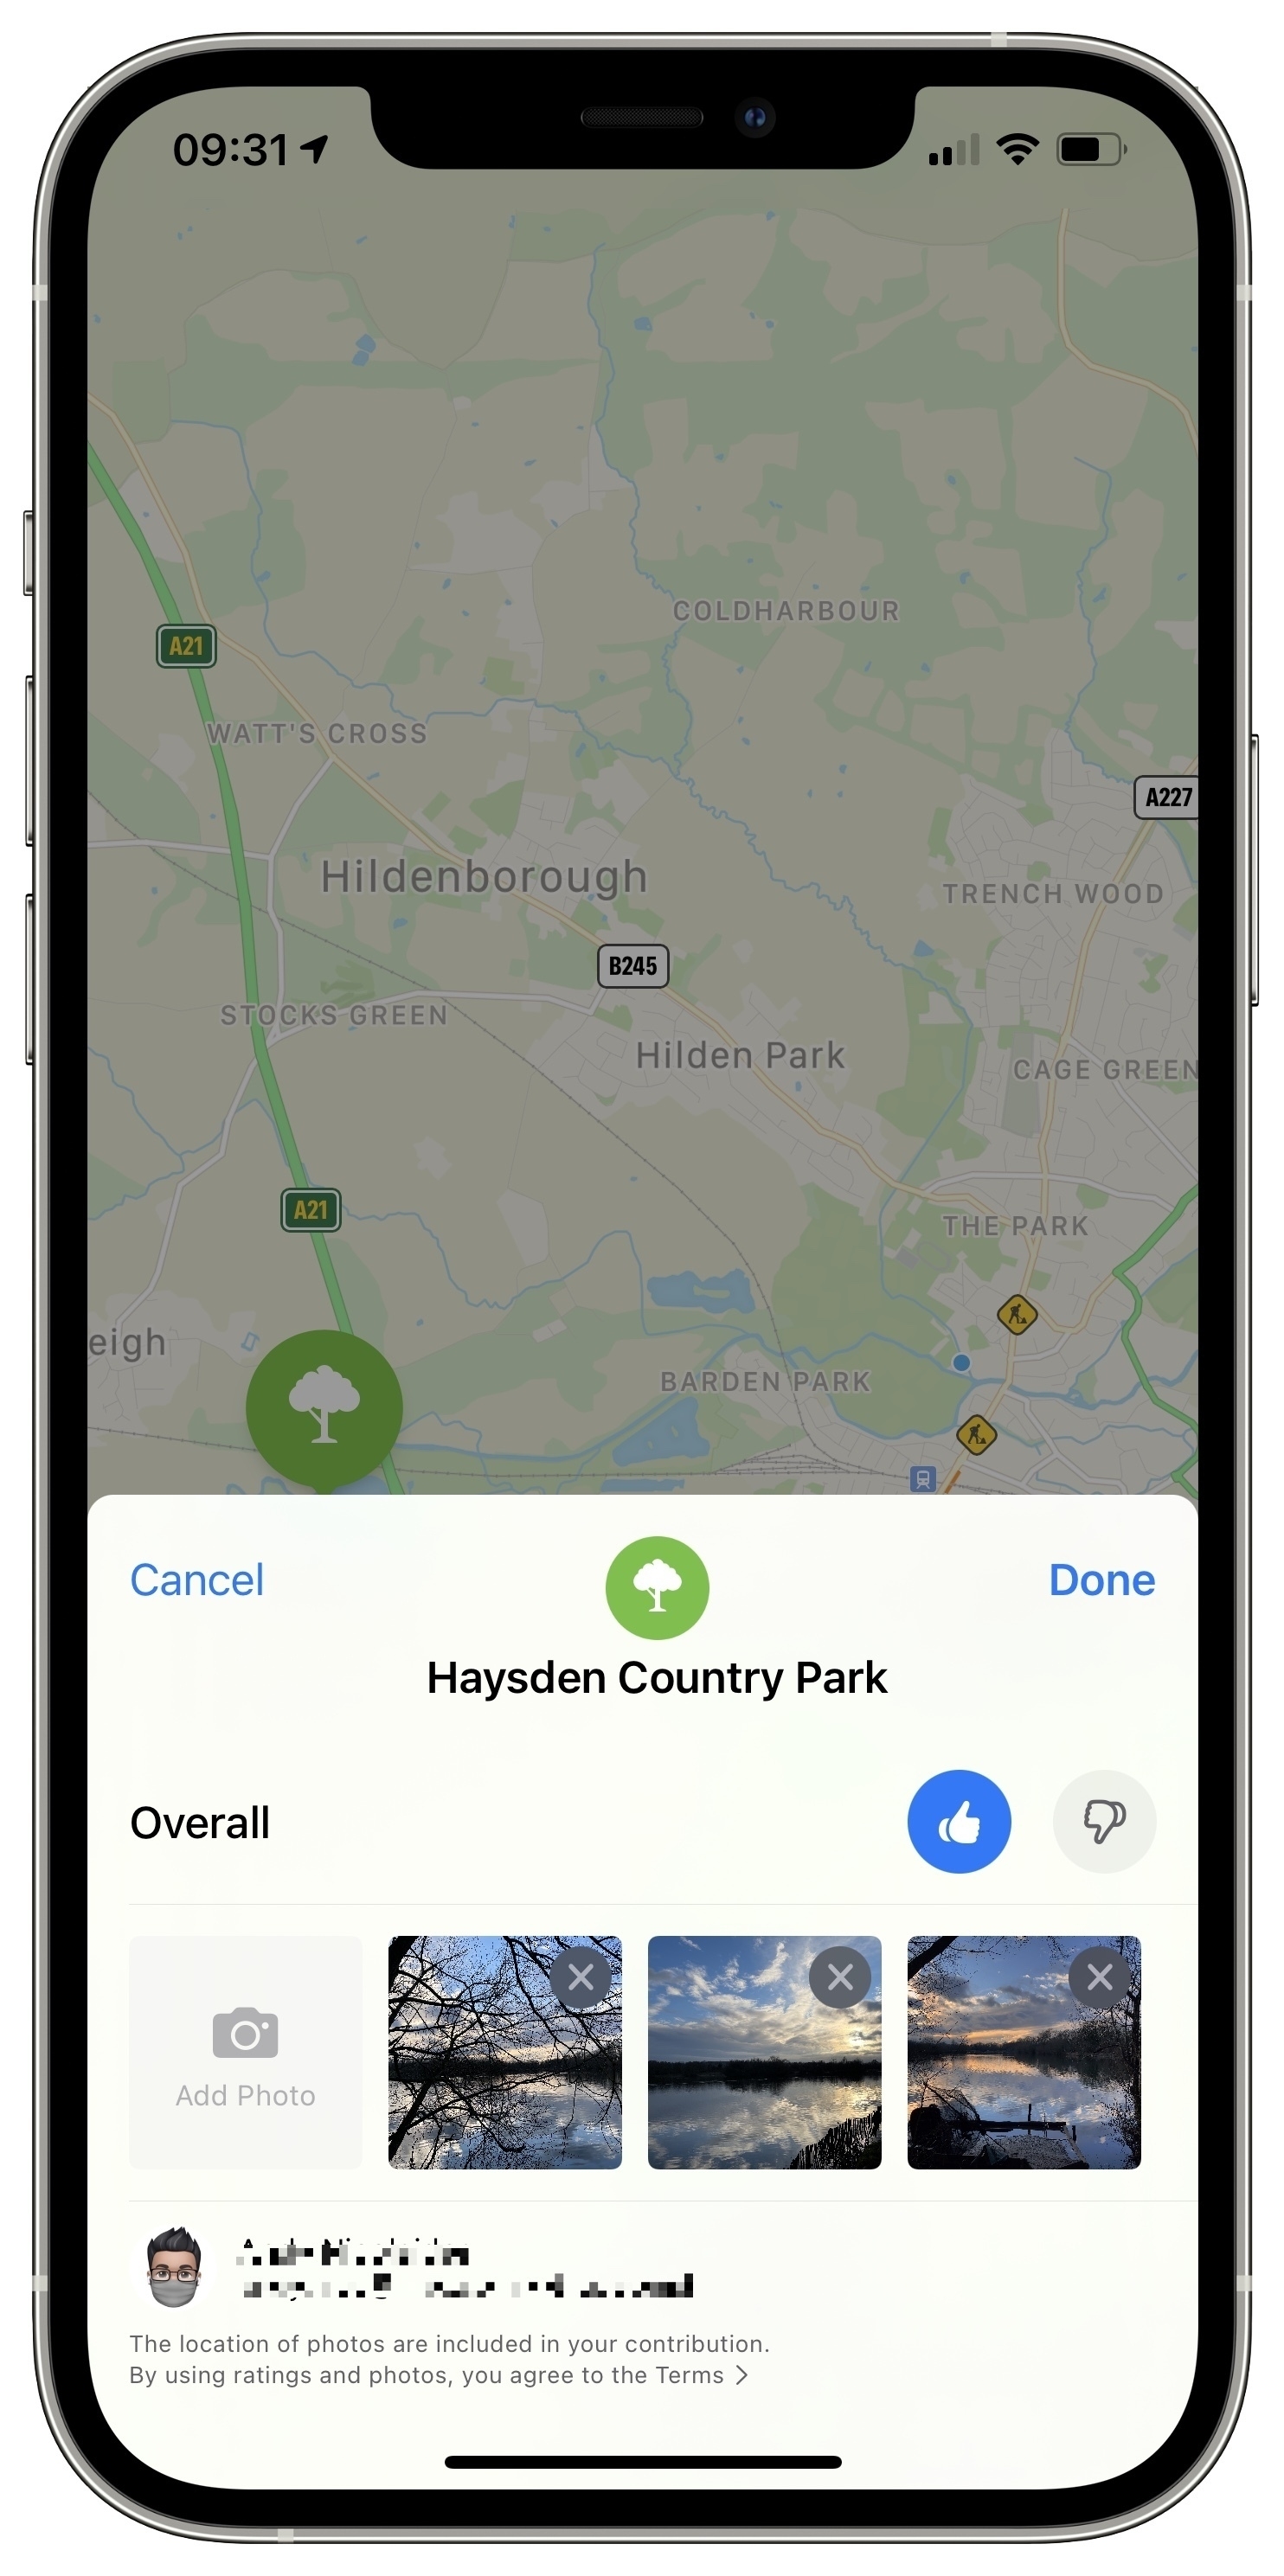 09:31
COLDHARBOUR
A21
WATT'S CROSS
A227
Hildenborough
TRENCH WOOD
B245
STOCKS GREEN
Hilden Park
CAGE GREEN
A21
THE PARK
eigh
BARDEN PARK
Cancel
Done
Haysden Country Park
Overall
Add Photo
The location of photos are included in your contribution.
By using ratings and photos, you agree to the Terms >